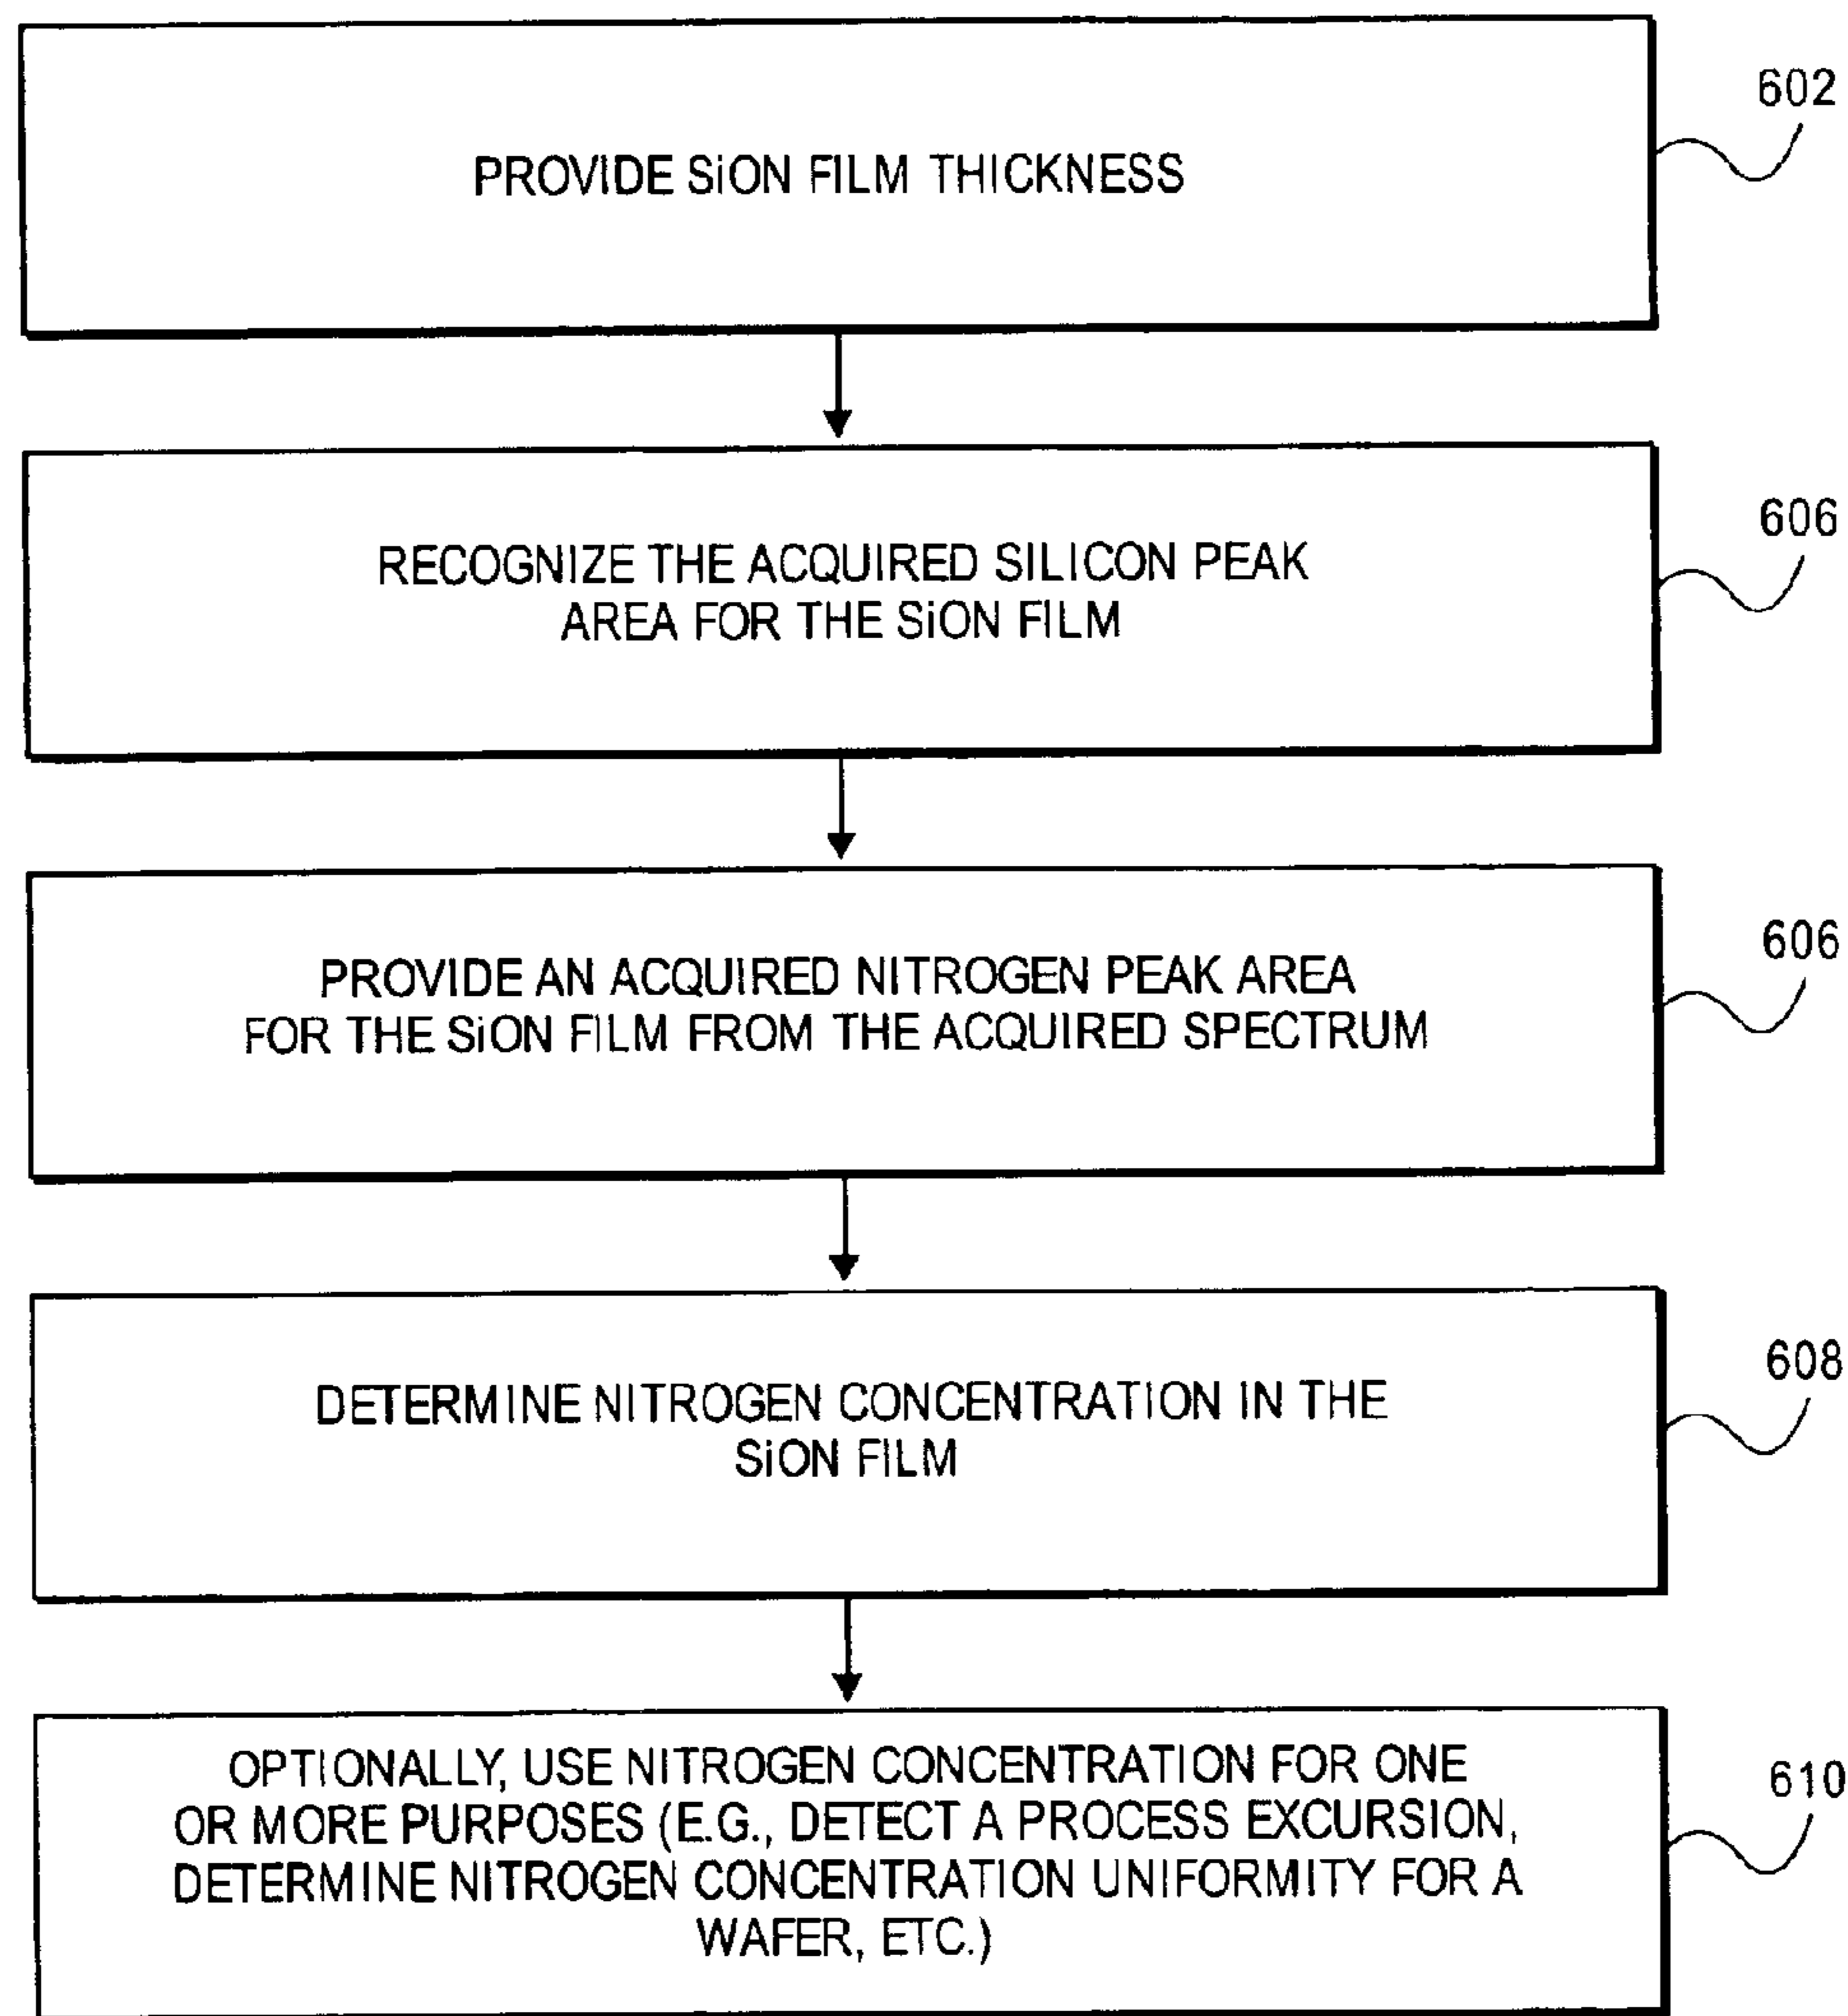 PROVIDE SiON FILM THICKNESS
602
RECOGNIZE THE ACQUIRED SILICON PEAK
AREA FOR THE SiON FILM
606
PROVIDE AN ACQUIRED NITROGEN PEAK AREA
FOR THE SiON FILM FROM THE ACQUIRED SPECTRUM
606
DETERMINE NITROGEN CONCENTRATION IN THE
SiON FILM
608
OPTIONALLY, USE NITROGEN CONCENTRATION FOR ONE
OR MORE PURPOSES (E.G., DETECT A PROCESS EXCURSION,
DETERMINE NITROGEN CONCENTRATION UNIFORMITY FOR A
WAFER, ETC.)
610